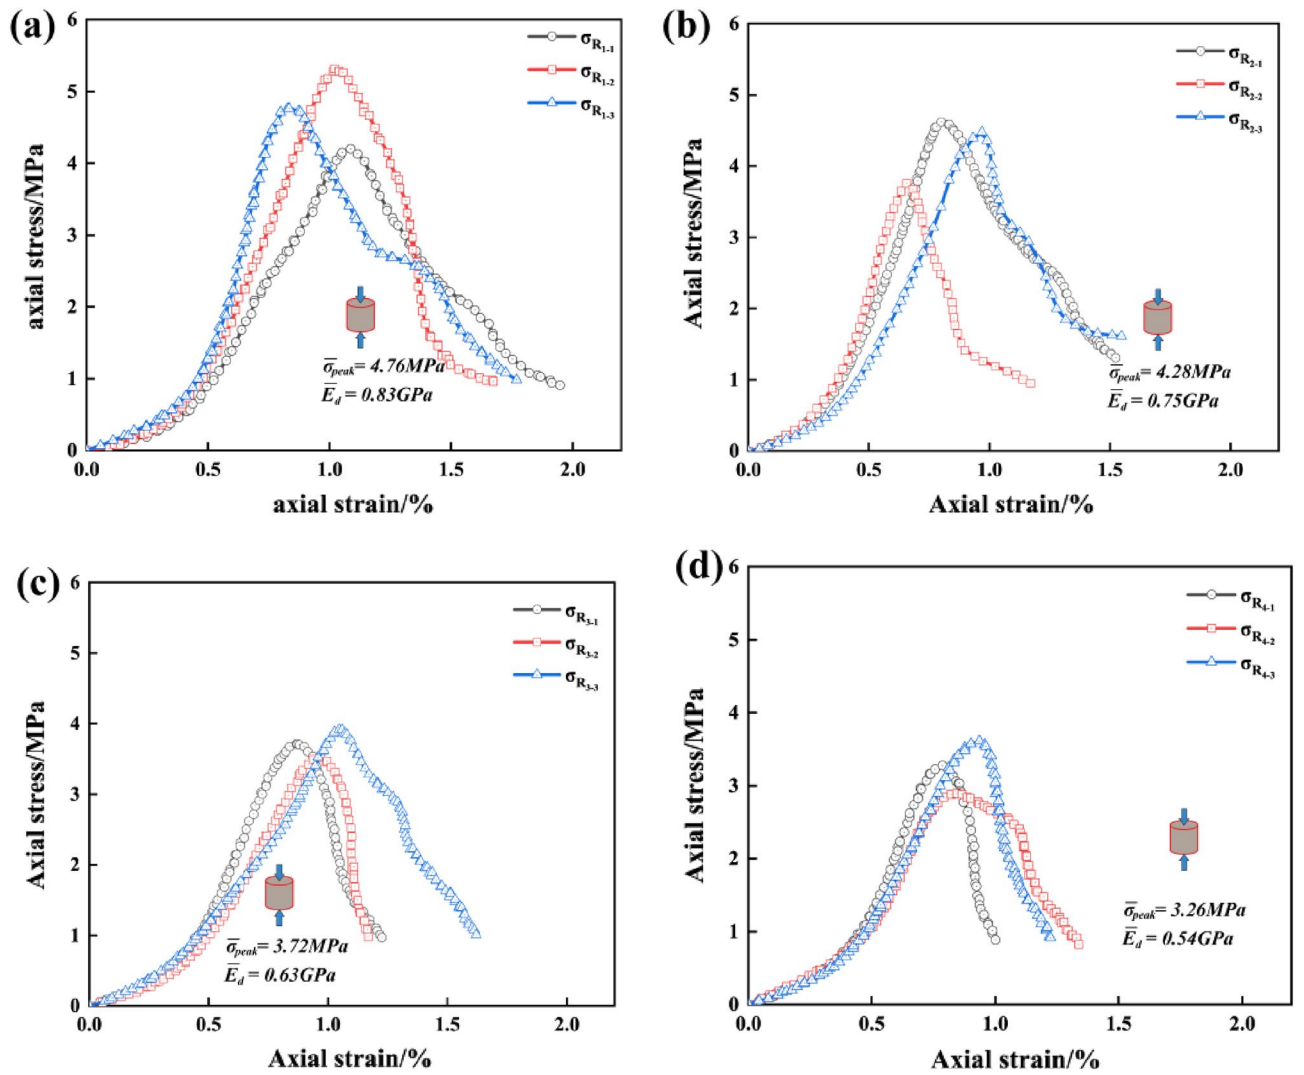 (a)
6
5
4
3
2
1
0
0.0 0.5 1.0 1.5 2.0
axial stress/MPa
axial strain/%
σR1-1
σR1-2
σR1-3
σ̅peak= 4.76MPa
E̅d = 0.83GPa
(b)
6
5
4
3
2
1
0
0.0 0.5 1.0 1.5 2.0
Axial stress/MPa
Axial strain/%
σR2-1
σR2-2
σR2-3
σ̅peak= 4.28MPa
E̅d = 0.75GPa
(c)
6
5
4
3
2
1
0
0.0 0.5 1.0 1.5 2.0
Axial stress/MPa
Axial strain/%
σR3-1
σR3-2
σR3-3
σ̅peak= 3.72MPa
E̅d = 0.63GPa
(d)
6
5
4
3
2
1
0
0.0 0.5 1.0 1.5 2.0
Axial stress/MPa
Axial strain/%
σR4-1
σR4-2
σR4-3
σ̅peak= 3.26MPa
E̅d = 0.54GPa